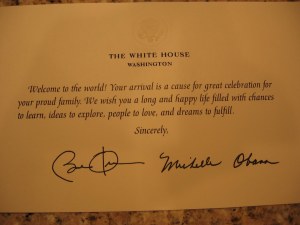 THE WHITE HOUSE
WASHINGTON
Welcome to the world! Your arrival is a cause for great celebration for
your proud family. We wish you a long and happy life filled with chances
to learn, ideas to explore, people to love, and dreams to fulfill.
Sincerely,
Michelle Obama